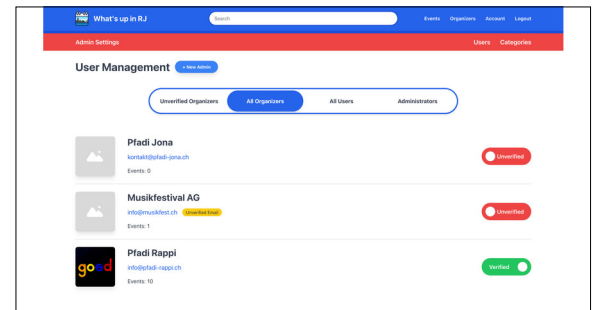 What's up in RJ
Search
Events Organizers Account Logout
Admin Settings
Users Categories
User Management + New Admin
Unverified Organizers All Organizers All Users Administrators
Pfadi Jona
kontakt@pfadi-jona.ch
Events: 0
Unverified
Musikfestival AG
info@musikfest.ch Unverified Email
Events: 1
Unverified
good
Pfadi Rappi
info@pfadi-rappi.ch
Events: 10
Verified